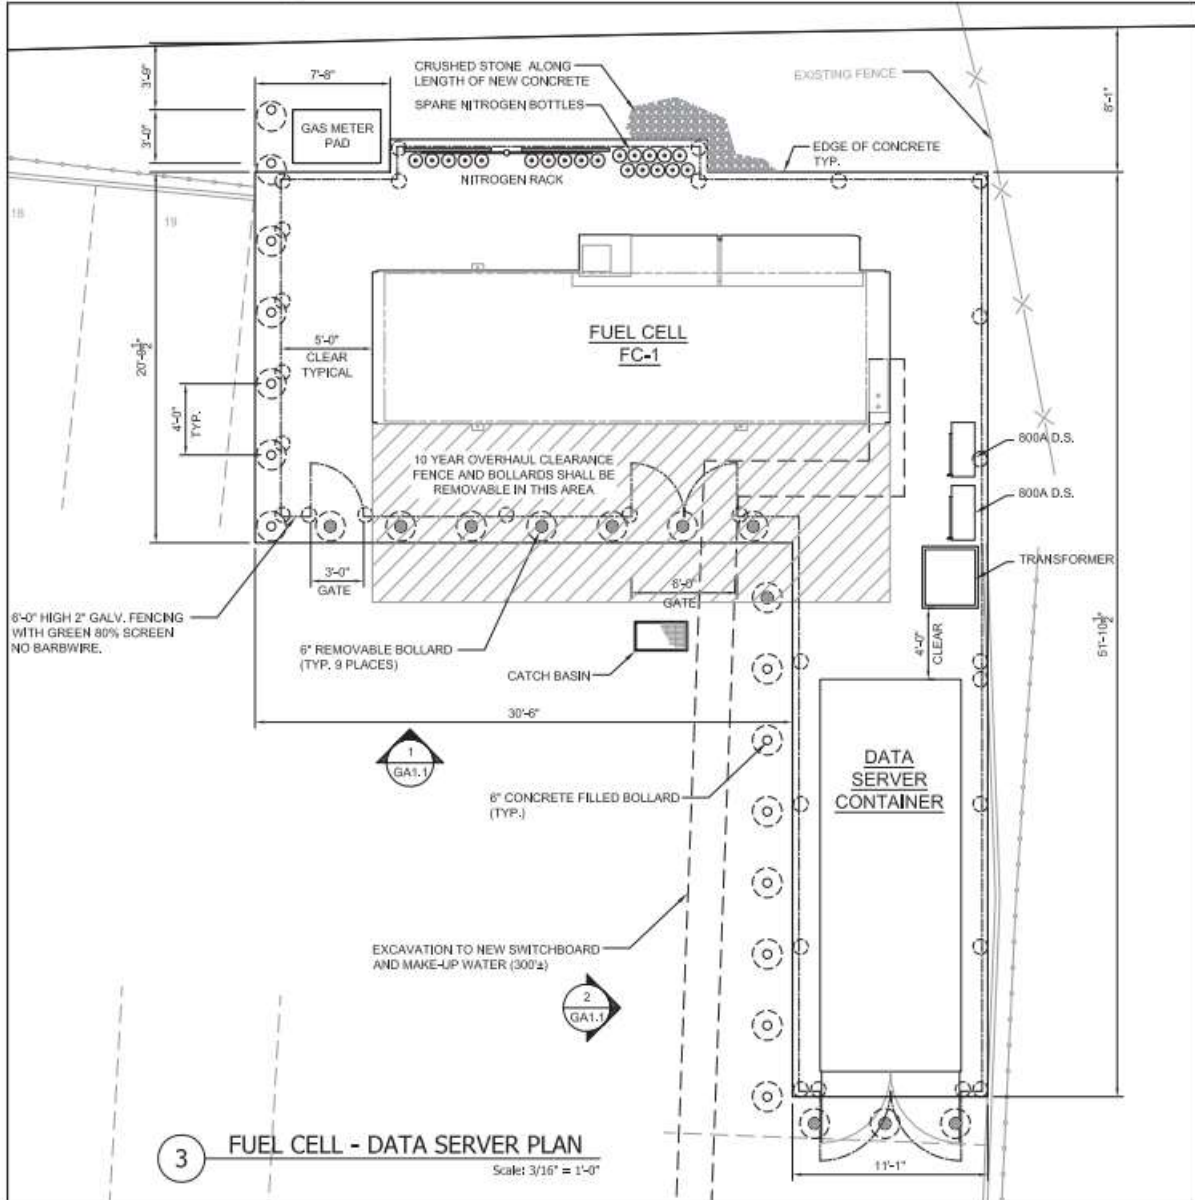 3'-9"
7'-8"
CRUSHED STONE ALONG
LENGTH OF NEW CONCRETE
SPARE NITROGEN BOTTLES
EXISTING FENCE
8'-1"
3'-0"
GAS METER
PAD
NITROGEN RACK
EDGE OF CONCRETE
TYP.
18
19
FUEL CELL
FC-1
5'-0"
CLEAR
TYPICAL
4'-0"
TYP.
800A D.S.
10 YEAR OVERHAUL CLEARANCE
FENCE AND BOLLARDS SHALL BE
REMOVABLE IN THIS AREA
800A D.S.
TRANSFORMER
3'-0"
GATE
6'-0"
GATE
6'-0" HIGH 2" GALV. FENCING
WITH GREEN 80% SCREEN
NO BARBWIRE.
6" REMOVABLE BOLLARD
(TYP. 9 PLACES)
CATCH BASIN
4'-0"
CLEAR
51'-10½"
30'-6"
1
GA1.1
DATA
SERVER
CONTAINER
6" CONCRETE FILLED BOLLARD
(TYP.)
EXCAVATION TO NEW SWITCHBOARD
AND MAKE-UP WATER (300'±)
2
GA1.1
3
FUEL CELL - DATA SERVER PLAN
Scale: 3/16" = 1'-0"
11'-1"